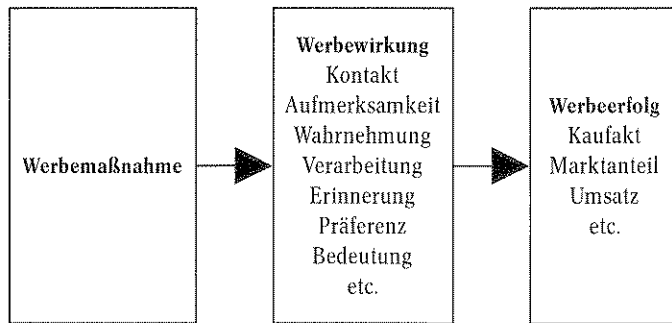 Werbemaßnahme
Werbewirkung
Kontakt
Aufmerksamkeit
Wahrnehmung
Verarbeitung
Erinnerung
Präferenz
Bedeutung
etc.
Werbeerfolg
Kaufakt
Marktanteil
Umsatz
etc.